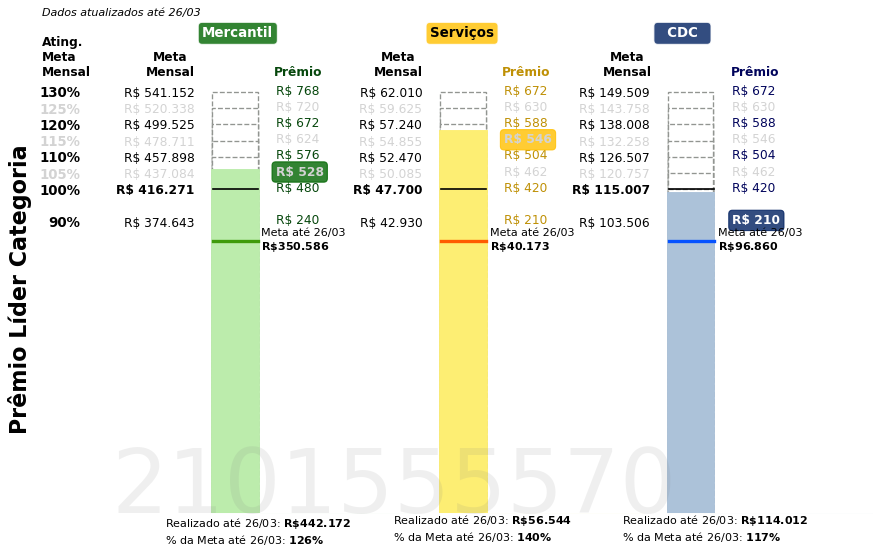 Dados atualizados até 26/03
Mercantil Serviços CDC
Ating. Meta Mensal Meta Mensal Prêmio Meta Mensal Prêmio Meta Mensal Prêmio
130% R$ 541.152 R$ 768 R$ 62.010 R$ 672 R$ 149.509 R$ 672
125% R$ 520.338 R$ 720 R$ 59.625 R$ 630 R$ 143.758 R$ 630
120% R$ 499.525 R$ 672 R$ 57.240 R$ 588 R$ 138.008 R$ 588
115% R$ 478.711 R$ 624 R$ 54.855 R$ 546 R$ 132.258 R$ 546
110% R$ 457.898 R$ 576 R$ 52.470 R$ 504 R$ 126.507 R$ 504
105% R$ 437.084 R$ 528 R$ 50.085 R$ 462 R$ 120.757 R$ 462
100% R$ 416.271 R$ 480 R$ 47.700 R$ 420 R$ 115.007 R$ 420
90% R$ 374.643 R$ 240 R$ 42.930 R$ 210 R$ 103.506 R$ 210
Meta até 26/03 Meta até 26/03 Meta até 26/03
R$350.586 R$40.173 R$96.860
Prêmio Líder Categoria
2101555570
Realizado até 26/03: R$442.172 Realizado até 26/03: R$56.544 Realizado até 26/03: R$114.012
% da Meta até 26/03: 126% % da Meta até 26/03: 140% % da Meta até 26/03: 117%